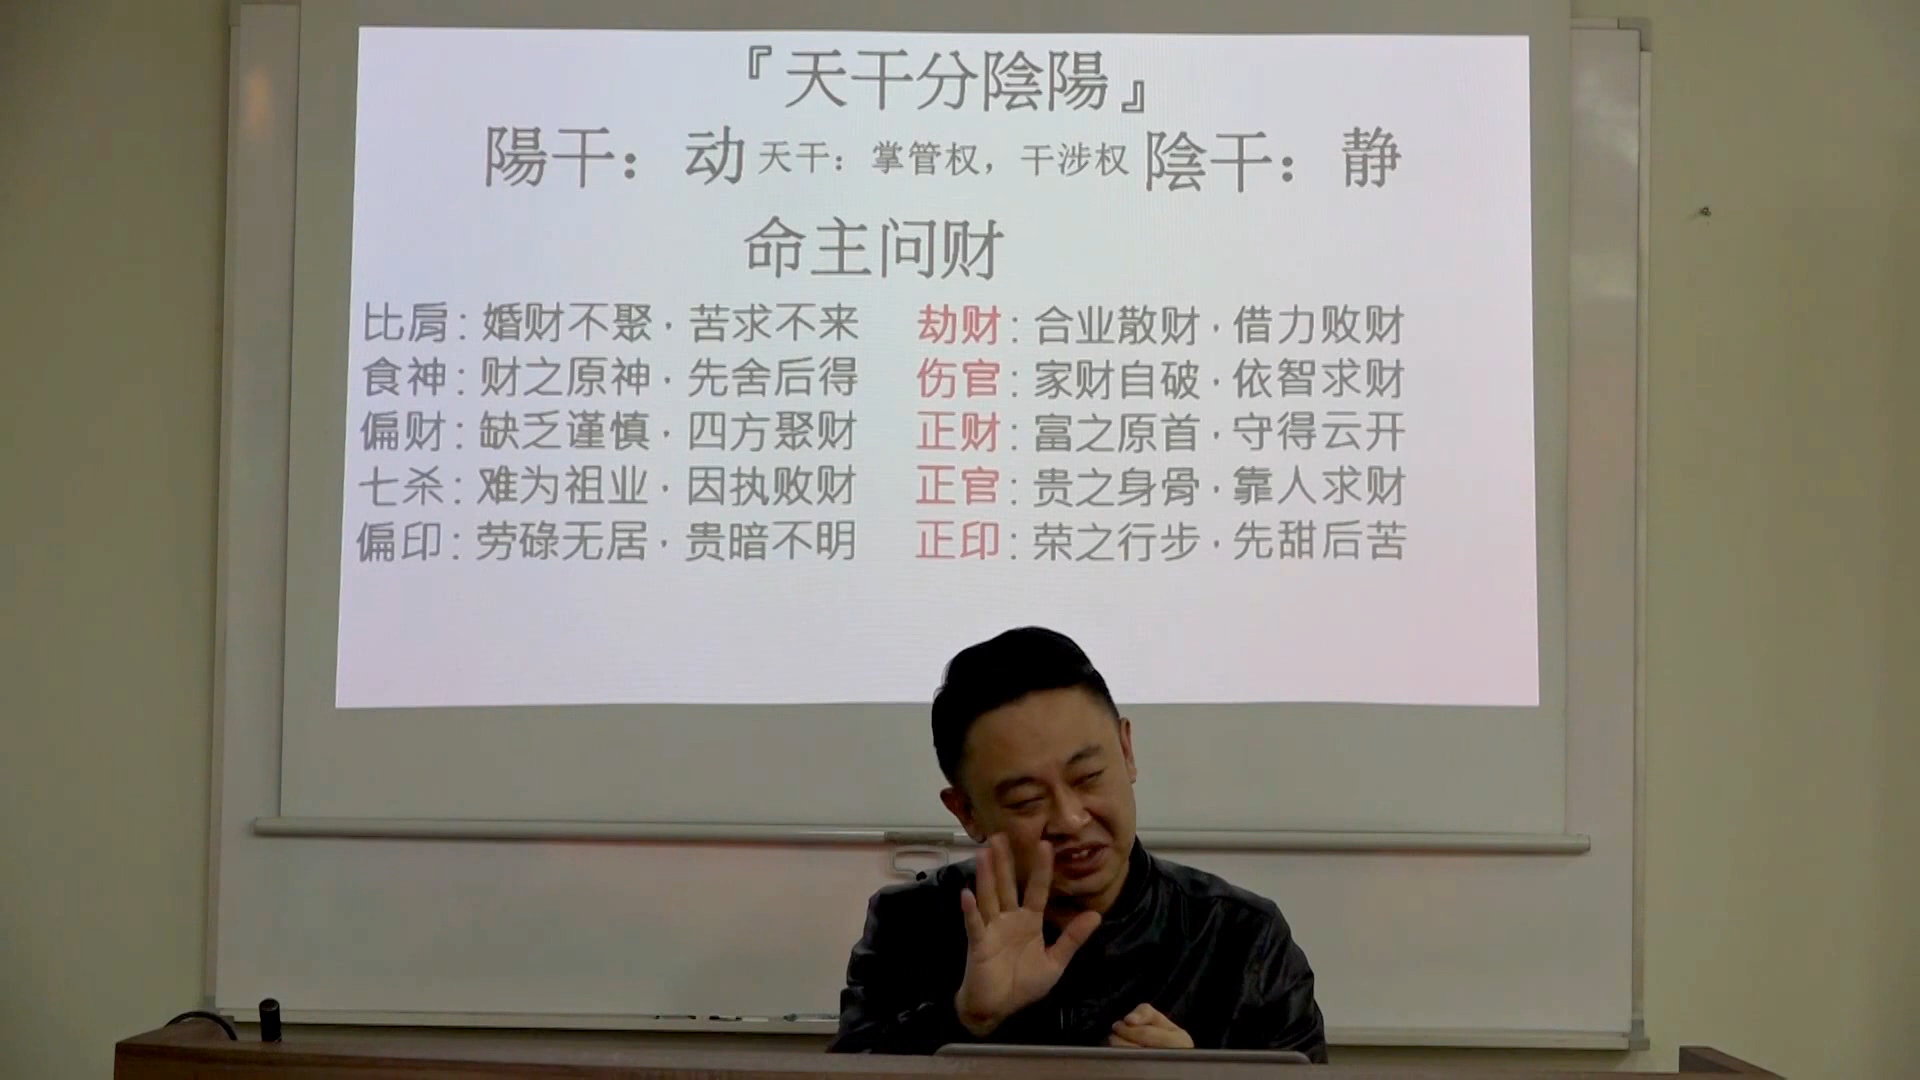 『天干分陰陽』
陽干：动 天干：掌管权，干涉权 陰干：静
命主问财
比肩：婚财不聚·苦求不来 劫财：合业散财·借力败财
食神：财之原神·先舍后得 伤官：家财自破·依智求财
偏财：缺乏谨慎·四方聚财 正财：富之原首·守得云开
七杀：难为祖业·因执败财 正官：贵之身骨·靠人求财
偏印：劳碌无居·贵暗不明 正印：荣之行步·先甜后苦